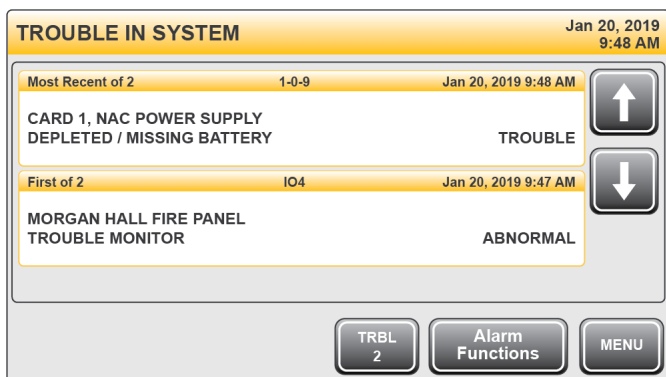 TROUBLE IN SYSTEM
Jan 20, 2019
9:48 AM
Most Recent of 2 1-0-9 Jan 20, 2019 9:48 AM
CARD 1, NAC POWER SUPPLY
DEPLETED / MISSING BATTERY TROUBLE
First of 2 IO4 Jan 20, 2019 9:47 AM
MORGAN HALL FIRE PANEL
TROUBLE MONITOR ABNORMAL
TRBL
2
Alarm
Functions
MENU